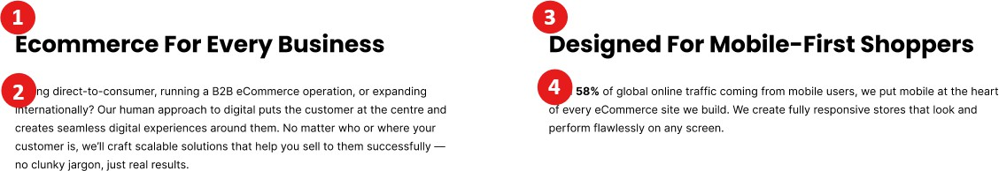 1
Ecommerce For Every Business
2
ng direct-to-consumer, running a B2B eCommerce operation, or expanding
internationally? Our human approach to digital puts the customer at the centre and
creates seamless digital experiences around them. No matter who or where your
customer is, we'll craft scalable solutions that help you sell to them successfully —
no clunky jargon, just real results.
3
Designed For Mobile-First Shoppers
4
58% of global online traffic coming from mobile users, we put mobile at the heart
of every eCommerce site we build. We create fully responsive stores that look and
perform flawlessly on any screen.